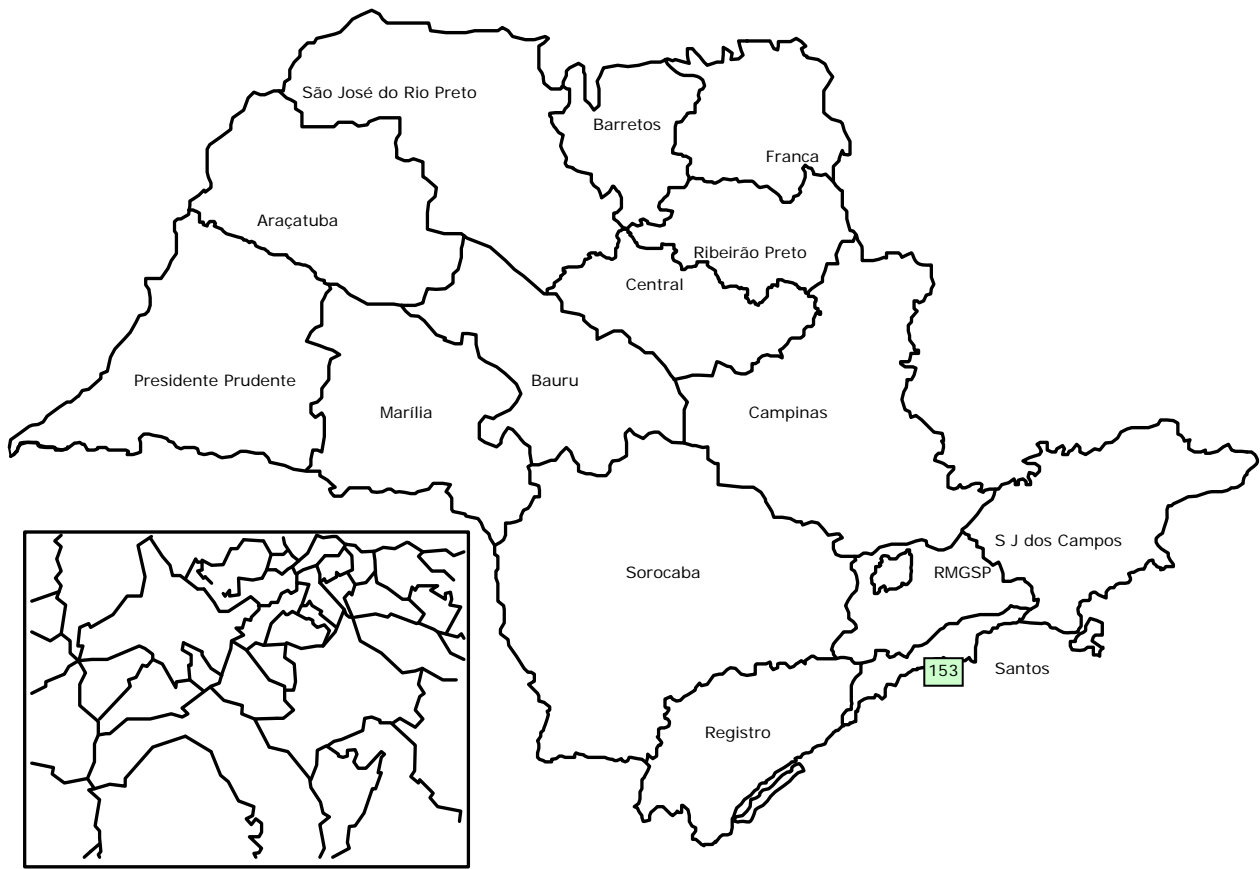 São José do Rio Preto
Barretos
Franca
Araçatuba
Ribeirão Preto
Central
Presidente Prudente
Bauru
Marília
Campinas
S J dos Campos
Sorocaba
RMGSP
153
Santos
Registro